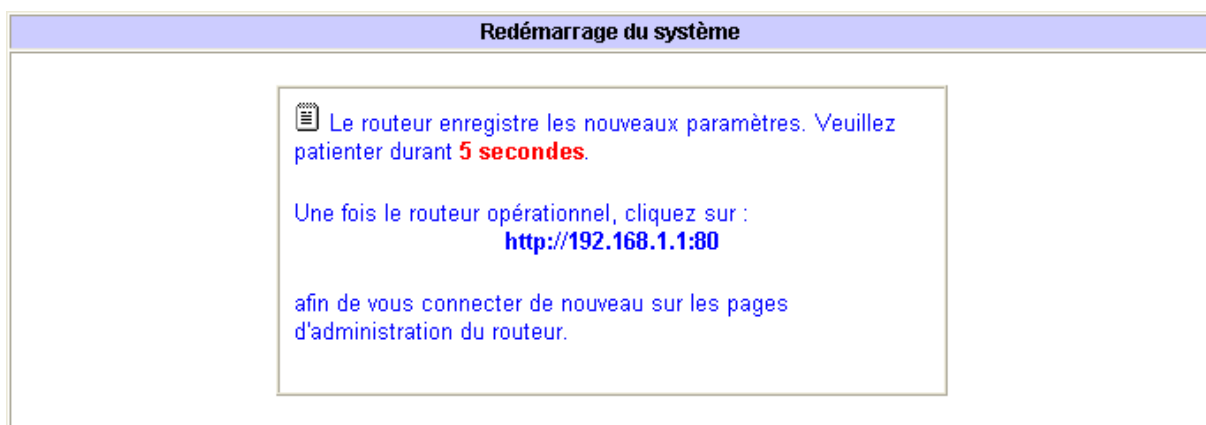 Redémarrage du système
Le routeur enregistre les nouveaux paramètres. Veuillez
patienter durant 5 secondes.
Une fois le routeur opérationnel, cliquez sur :
http://192.168.1.1:80
afin de vous connecter de nouveau sur les pages
d'administration du routeur.